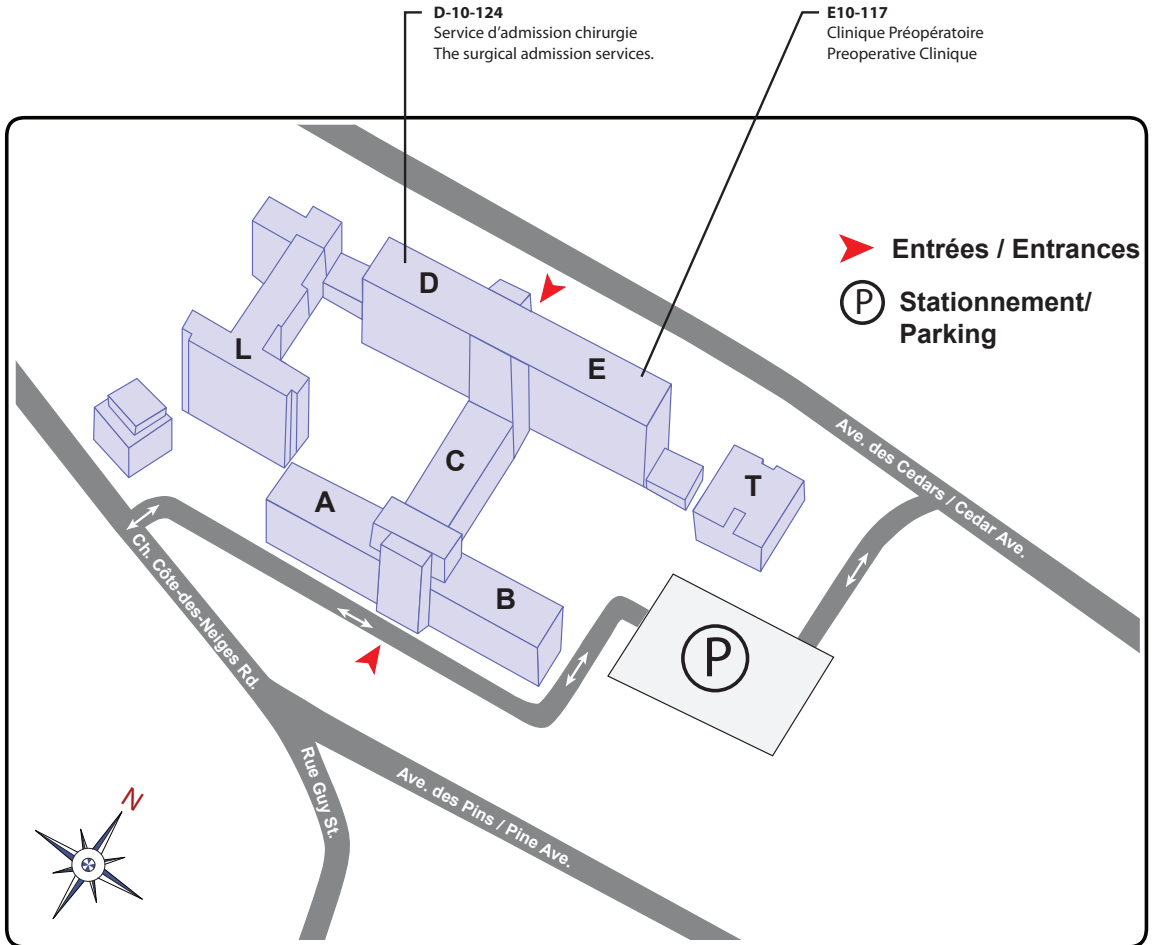 D-10-124
Service d'admission chirurgie
The surgical admission services.
E10-117
Clinique Préopératoire
Preoperative Clinique
Entrées / Entrances
P
Stationnement/
Parking
D
L
E
C
A
T
B
Ave. des Cedars / Cedar Ave.
Ch. Côte-des-Neiges Rd.
P
Rue Guy St.
Ave. des Pins / Pine Ave.
N